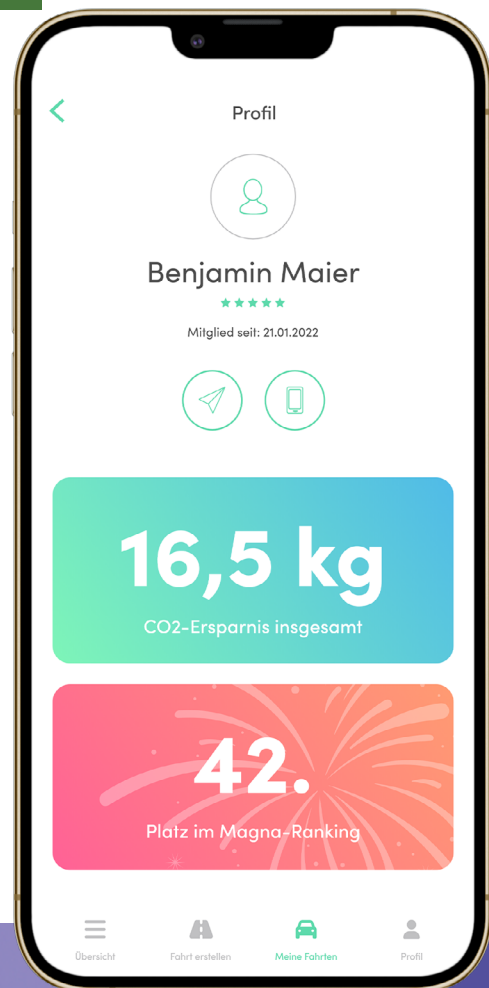 Profil
Benjamin Maier
Mitglied seit: 21.01.2022
16,5 kg
CO2-Ersparnis insgesamt
42.
Platz im Magna-Ranking
Übersicht
Fahrt erstellen
Meine Fahrten
Profil